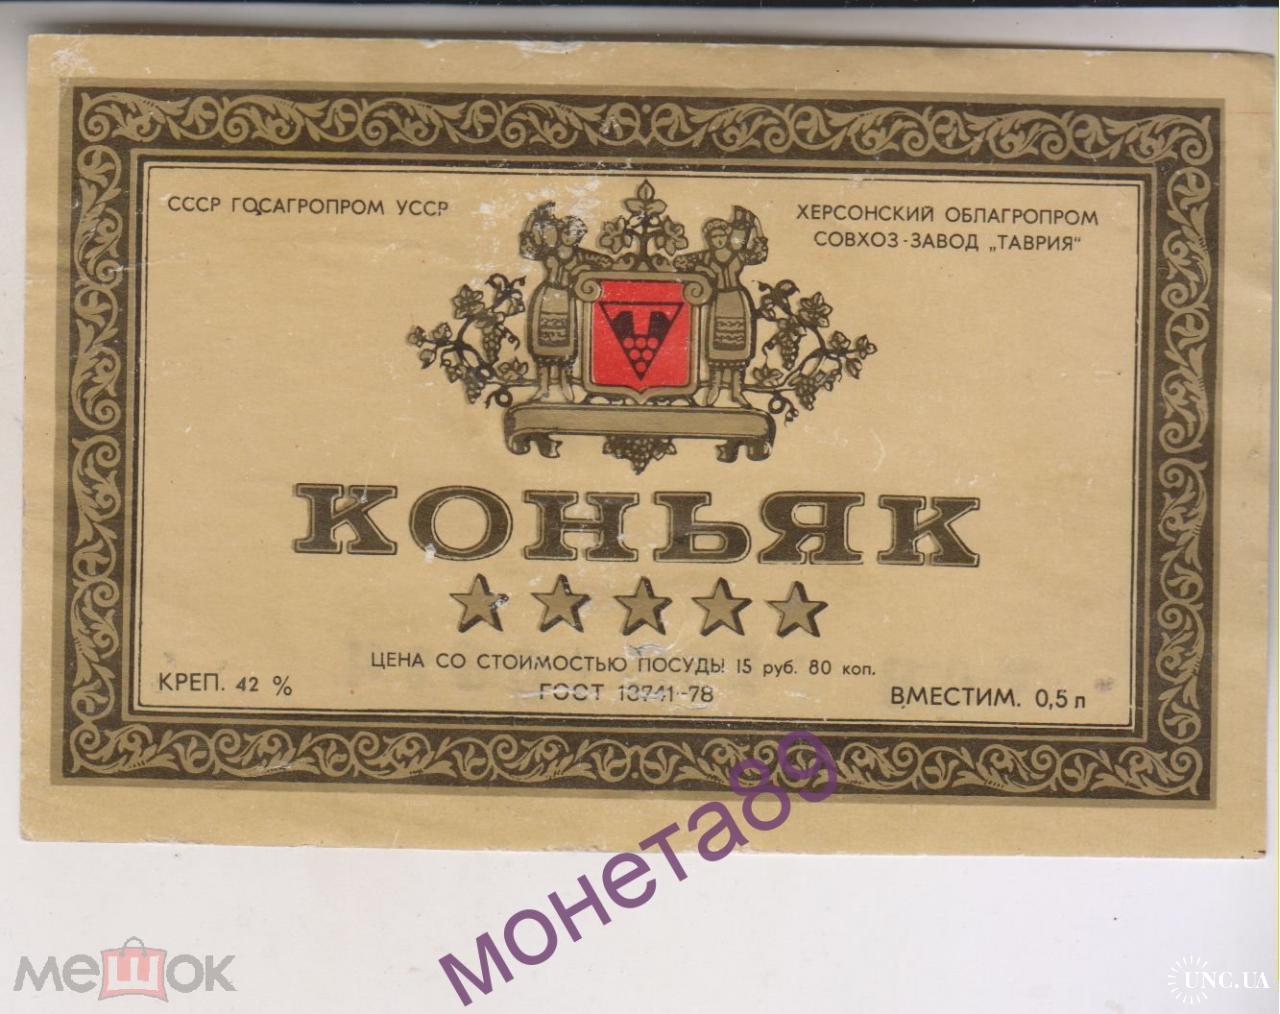 СССР ГОСАГРОПРОМ УССР
ХЕРСОНСКИЙ ОБЛАГРОПРОМ
СОВХОЗ-ЗАВОД „ТАВРИЯ“
КОНЬЯК
ЦЕНА СО СТОИМОСТЬЮ ПОСУДЫ 15 руб. 80 коп.
КРЕП. 42 %
ГОСТ 13741-78
ВМЕСТИМ. 0,5 л
монета89
мешок
UNC.UA